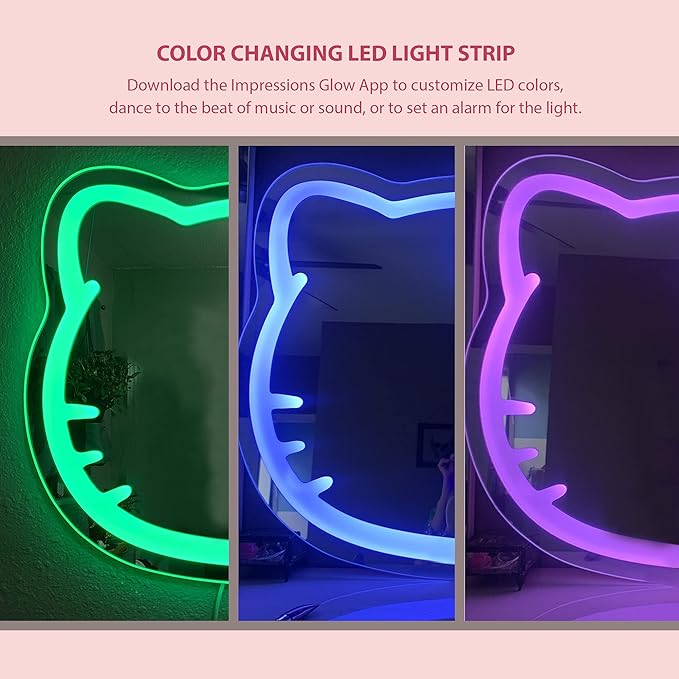 COLOR CHANGING LED LIGHT STRIP
Download the Impressions Glow App to customize LED colors,
dance to the beat of music or sound, or to set an alarm for the light.